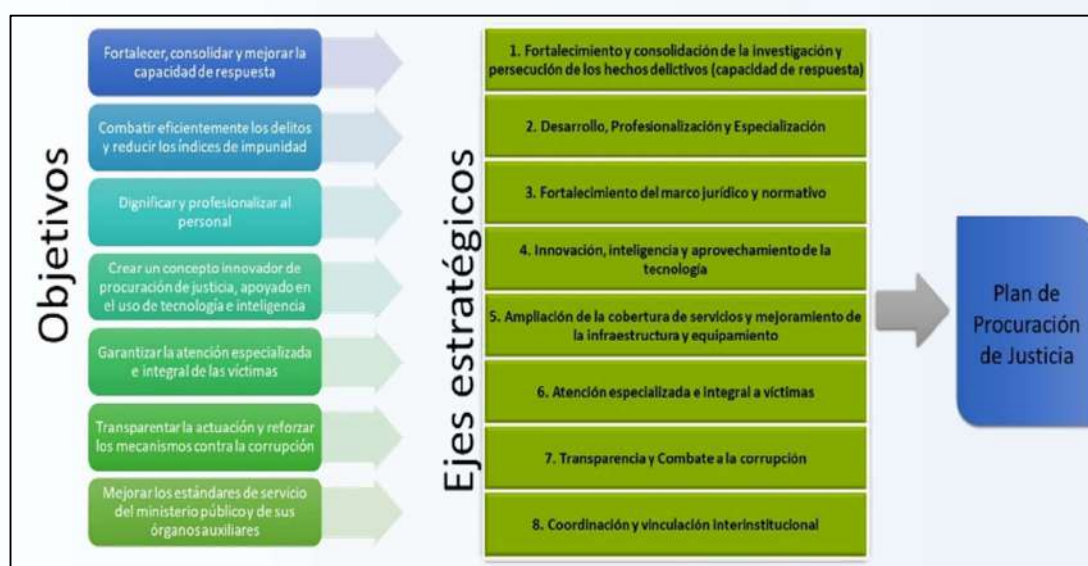 Objetivos
Fortalecer, consolidar y mejorar la
capacidad de respuesta
Combatir eficientemente los delitos
y reducir los índices de impunidad
Dignificar y profesionalizar al
personal
Crear un concepto innovador de
procuración de justicia, apoyado en
el uso de tecnología e inteligencia
Garantizar la atención especializada
e integral de las víctimas
Transparentar la actuación y reforzar
los mecanismos contra la corrupción
Mejorar los estándares de servicio
del ministerio público y de sus
órganos auxiliares
Ejes estratégicos
1. Fortalecimiento y consolidación de la investigación y
persecución de los hechos delictivos (capacidad de respuesta)
2. Desarrollo, Profesionalización y Especialización
3. Fortalecimiento del marco jurídico y normativo
4. Innovación, inteligencia y aprovechamiento de la
tecnología
5. Ampliación de la cobertura de servicios y mejoramiento de
la infraestructura y equipamiento
6. Atención especializada e integral a víctimas
7. Transparencia y Combate a la corrupción
8. Coordinación y vinculación interinstitucional
Plan de
Procuración
de Justicia